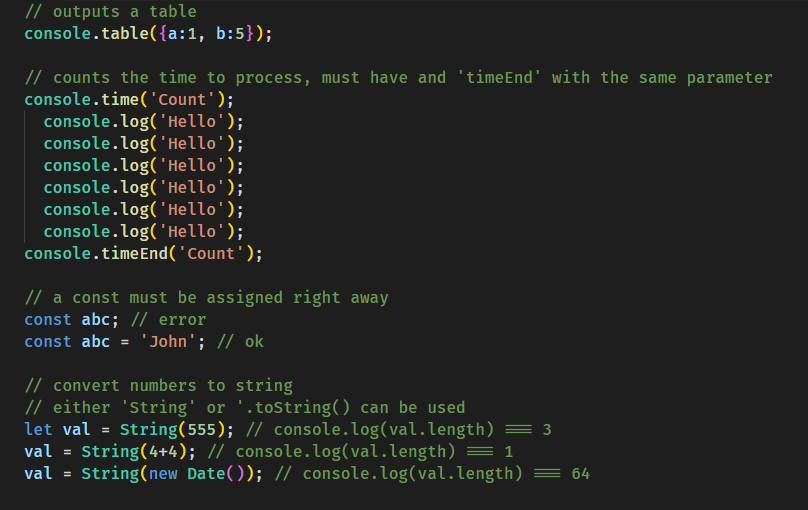 // outputs a table
console.table({a:1, b:5});
// counts the time to process, must have and 'timeEnd' with the same parameter
console.time('Count');
console.log('Hello');
console.log('Hello');
console.log('Hello');
console.log('Hello');
console.log('Hello');
console.log('Hello');
console.timeEnd('Count');
// a const must be assigned right away
const abc; // error
const abc = 'John'; // ok
// convert numbers to string
// either 'String' or '.toString() can be used
let val = String(555); // console.log(val.length) === 3
val = String(4+4); // console.log(val.length) === 1
val = String(new Date()); // console.log(val.length) === 64